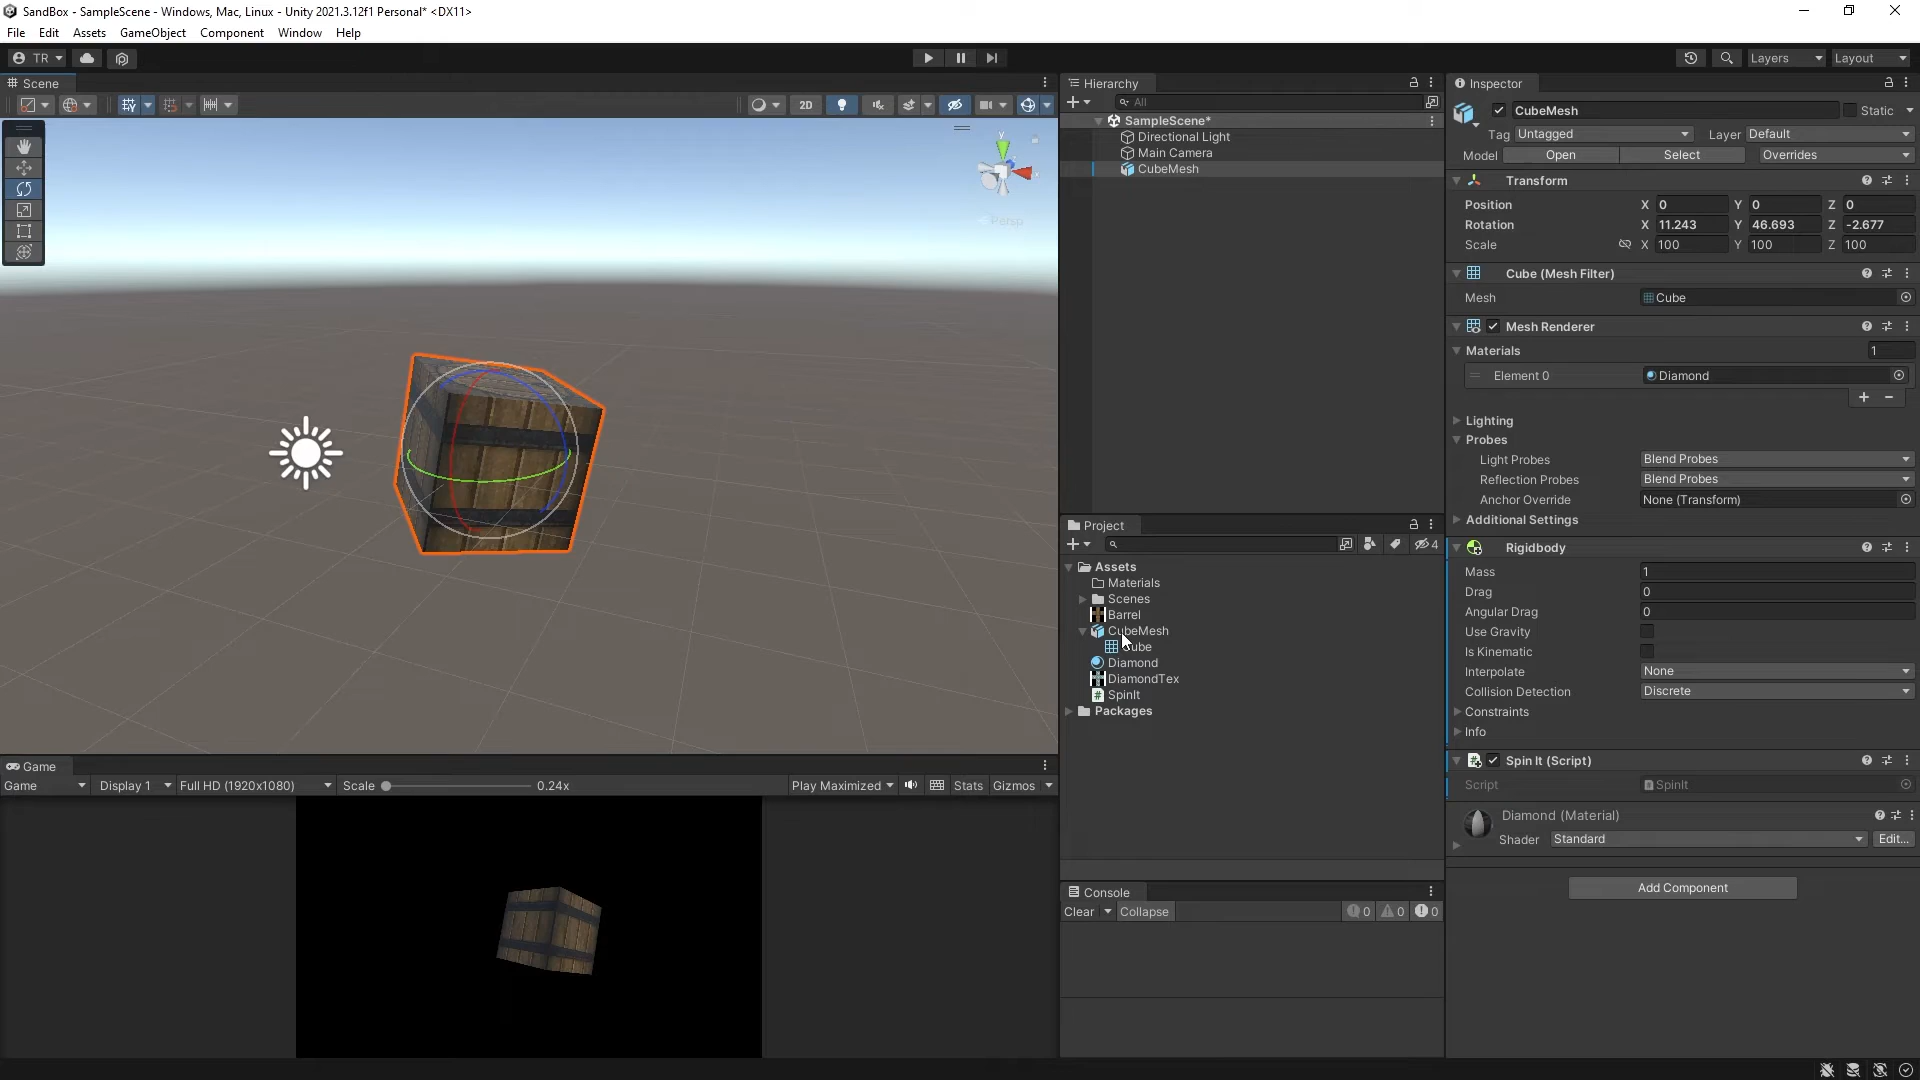 SandBox - SampleScene - Windows, Mac, Linux - Unity 2021.3.12f1 Personal* <DX11>
File Edit Assets GameObject Component Window Help
TR
Layers Layout
Scene
2D
Persp
y
Game
Game Display 1 Full HD (1920x1080) Scale 0.24x Play Maximized Stats Gizmos
Hierarchy
All
SampleScene*
Directional Light
Main Camera
CubeMesh
Project
4
Assets
Materials
Scenes
Barrel
CubeMesh
Cube
Diamond
DiamondTex
SpinIt
Packages
Console
Clear Collapse 0 0 0
Inspector
CubeMesh Static
Tag Untagged Layer Default
Model Open Select Overrides
Transform
Position X 0 Y 0 Z 0
Rotation X 11.243 Y 46.693 Z -2.677
Scale X 100 Y 100 Z 100
Cube (Mesh Filter)
Mesh Cube
Mesh Renderer
Materials 1
Element 0 Diamond
Lighting
Probes
Light Probes Blend Probes
Reflection Probes Blend Probes
Anchor Override None (Transform)
Additional Settings
Rigidbody
Mass 1
Drag 0
Angular Drag 0
Use Gravity
Is Kinematic
Interpolate None
Collision Detection Discrete
Constraints
Info
Spin It (Script)
Script SpinIt
Diamond (Material)
Shader Standard Edit...
Add Component